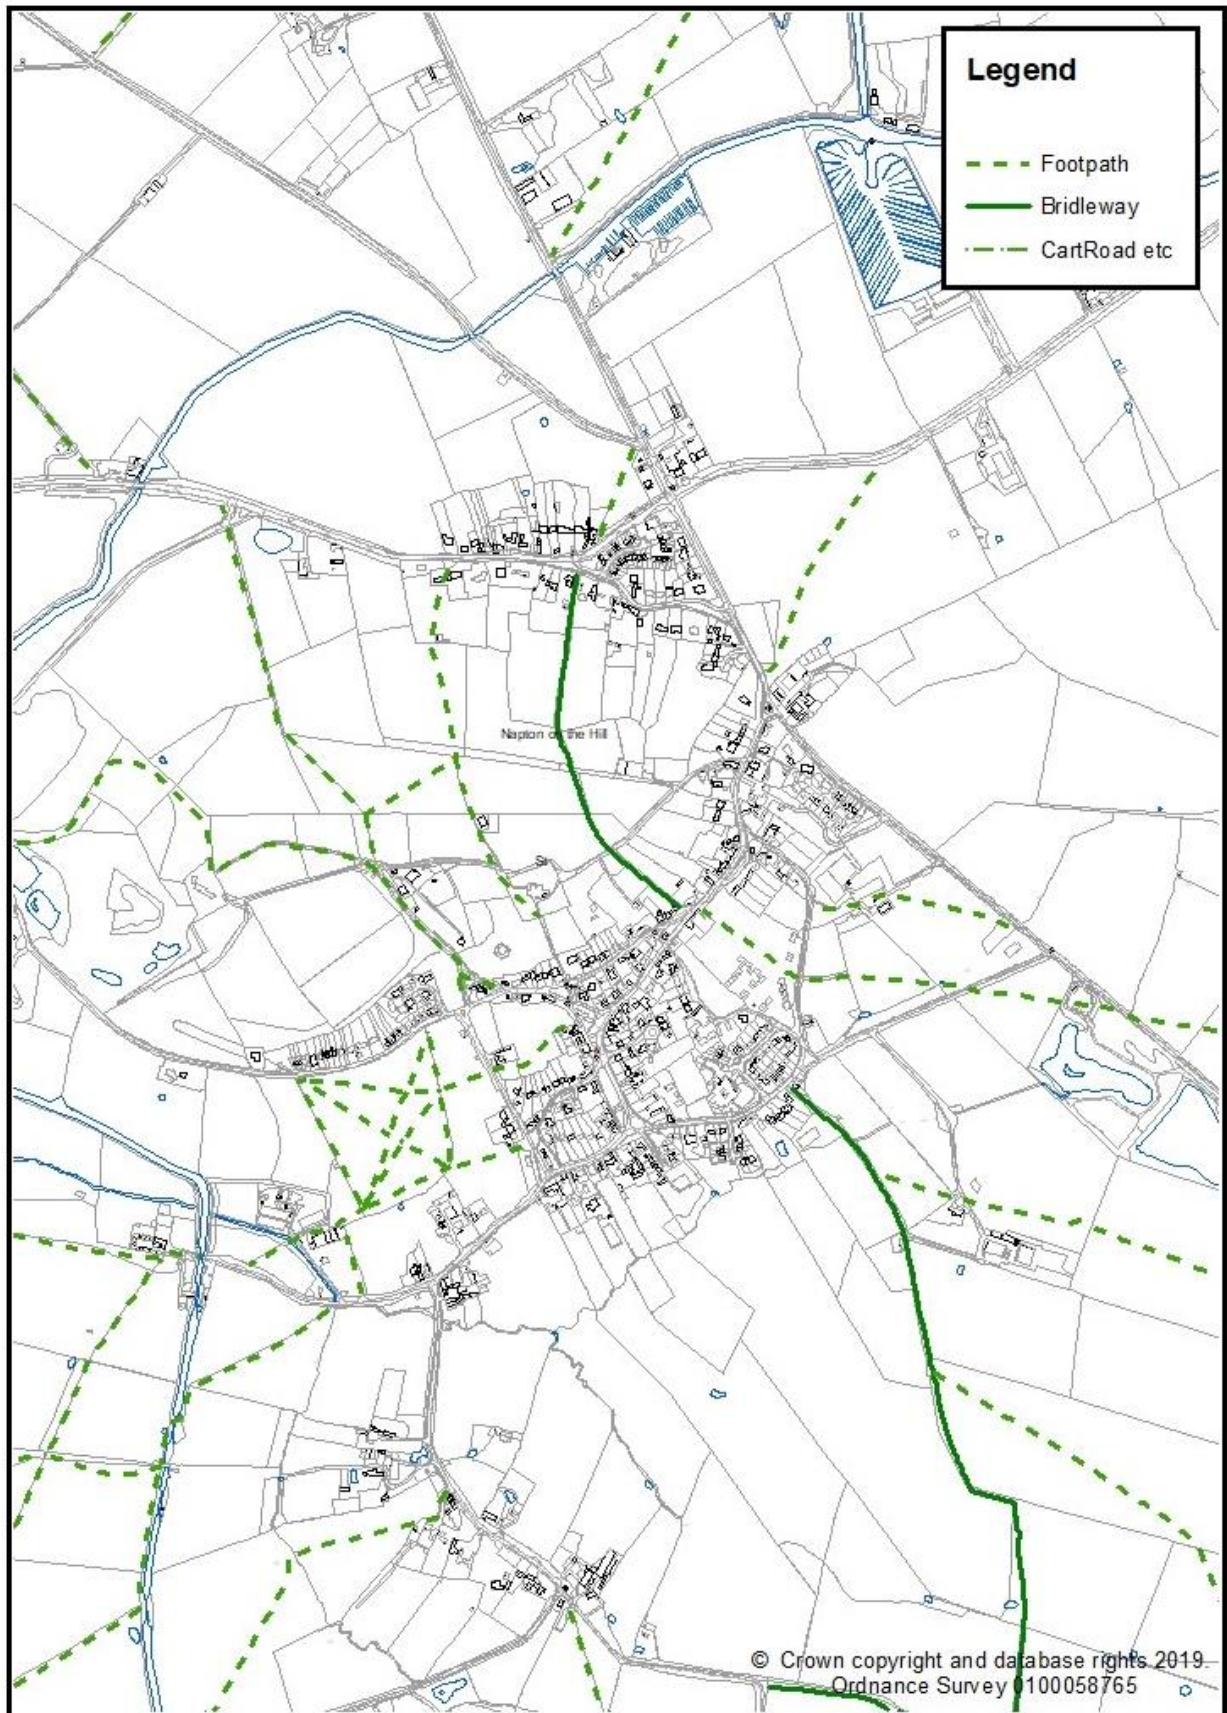 Legend
Footpath
Bridleway
CartRoad etc
Napton on the Hill
© Crown copyright and database rights 2019.
Ordnance Survey 0100058765